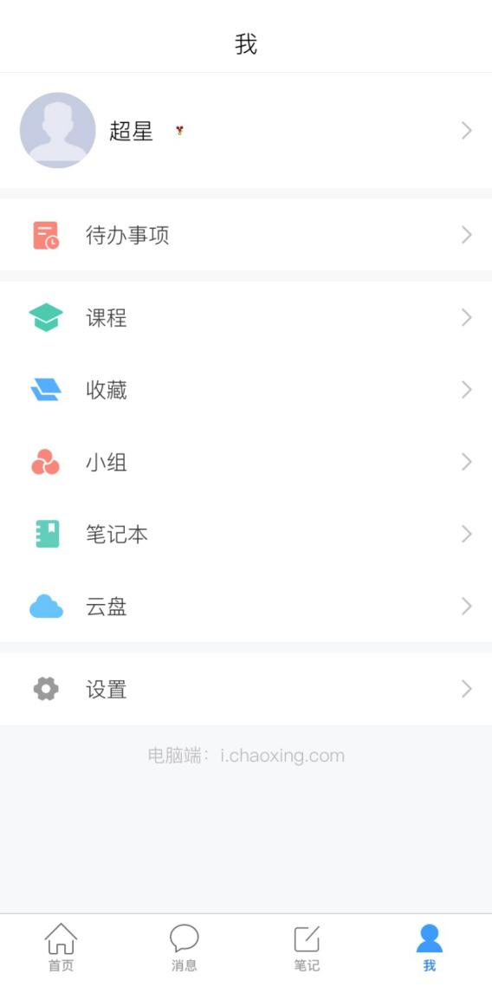 我
超星
待办事项
课程
收藏
小组
笔记本
云盘
设置
电脑端：i.chaoxing.com
首页
消息
笔记
我